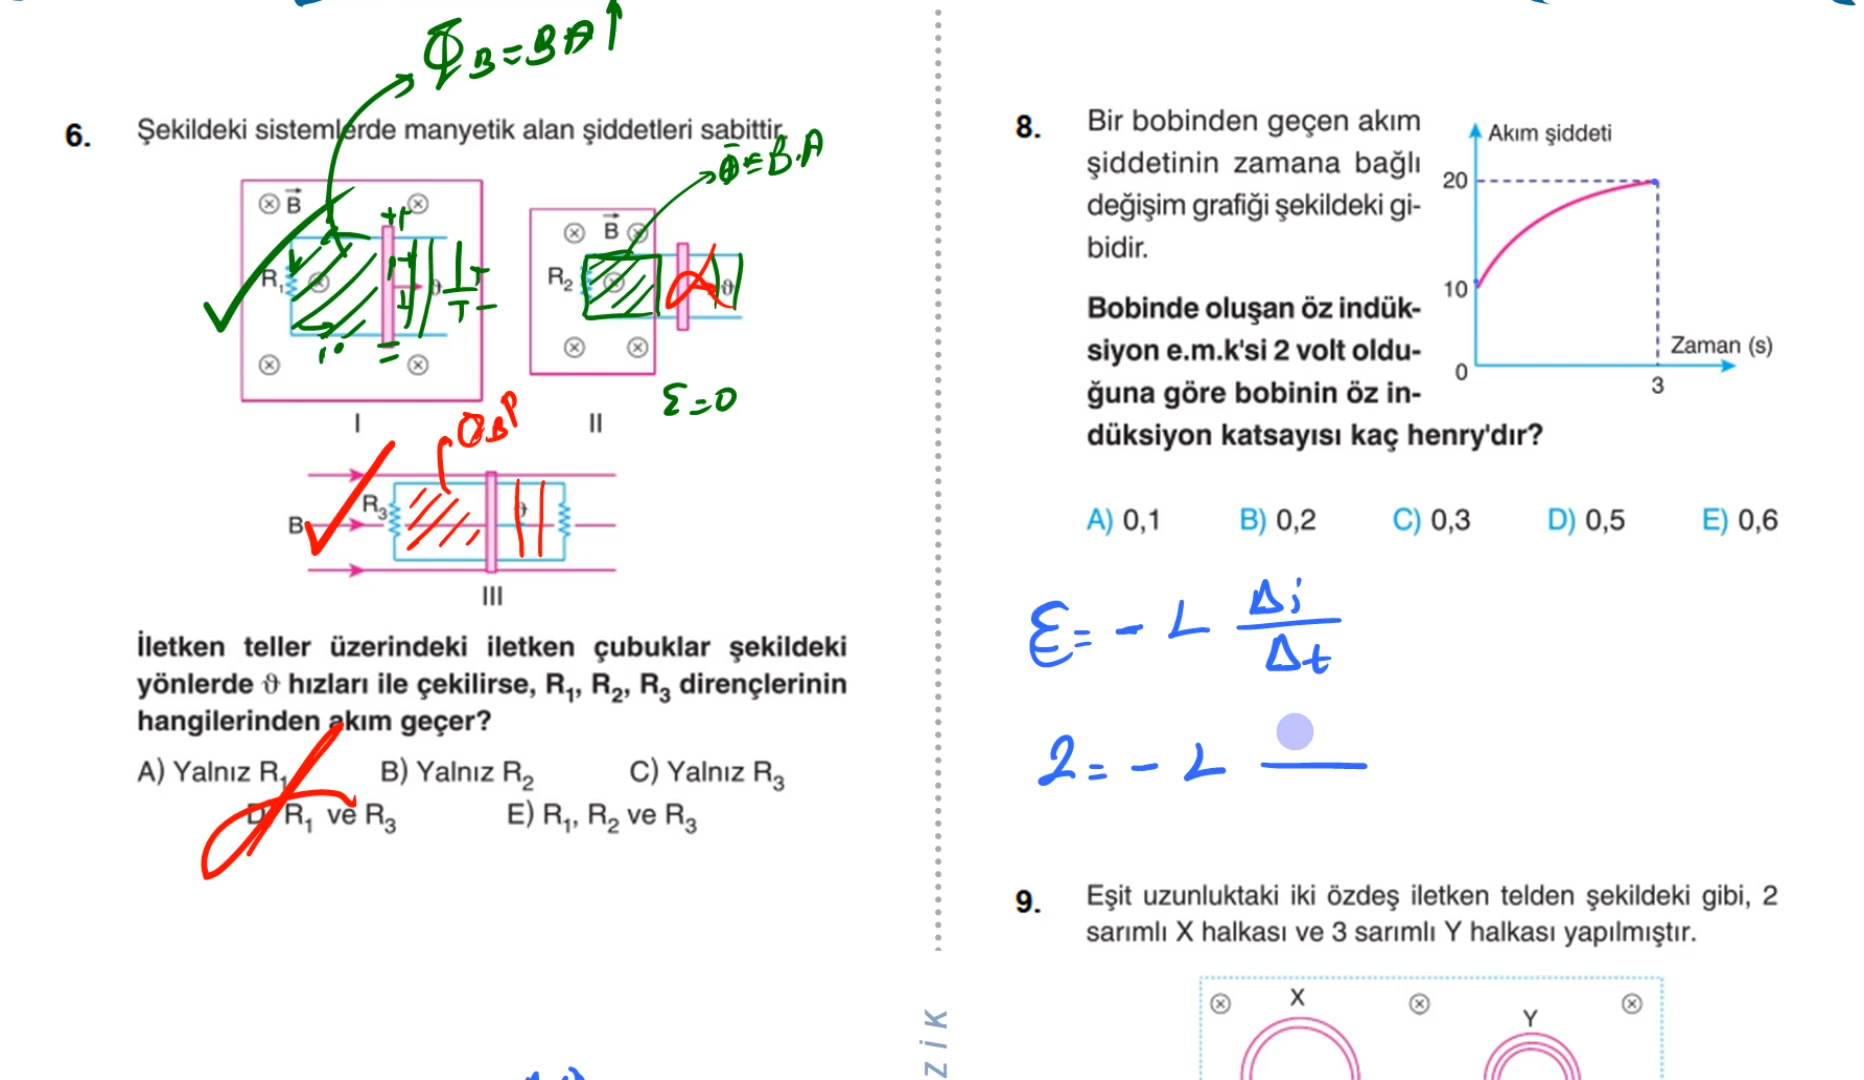 Φ_B = BA↑
6. Şekildeki sistemlerde manyetik alan şiddetleri sabittir.
Φ = B.A
B
R₁
ϑ
I
B
R₂
ϑ
ε = 0
II
B
R₃
ϑ
III
İletken teller üzerindeki iletken çubuklar şekildeki
yönlerde ϑ hızları ile çekilirse, R₁, R₂, R₃ dirençlerinin
hangilerinden akım geçer?
A) Yalnız R₁ B) Yalnız R₂ C) Yalnız R₃
D) R₁ ve R₃ E) R₁, R₂ ve R₃
8. Bir bobinden geçen akım
şiddetinin zamana bağlı
değişim grafiği şekildeki gi-
bidir.
Bobinde oluşan öz indük-
siyon e.m.k'si 2 volt oldu-
ğuna göre bobinin öz in-
düksiyon katsayısı kaç henry'dır?
Akım şiddeti
20
10
0
3
Zaman (s)
A) 0,1 B) 0,2 C) 0,3 D) 0,5 E) 0,6
ε = - L Δi/Δt
2 = - L
9. Eşit uzunluktaki iki özdeş iletken telden şekildeki gibi, 2
sarımlı X halkası ve 3 sarımlı Y halkası yapılmıştır.
X
Y
ZİK